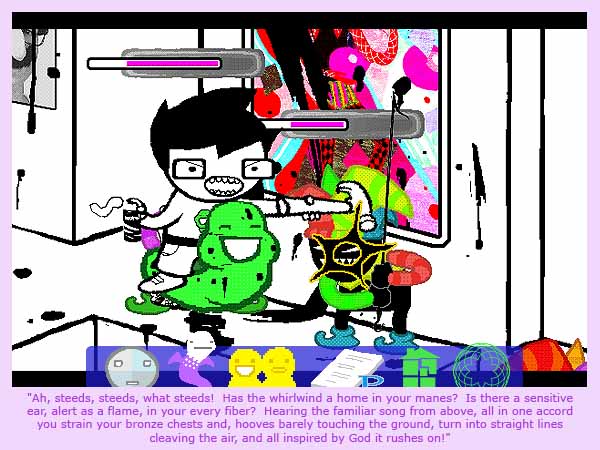 "Ah, steeds, steeds, what steeds!  Has the whirlwind a home in your manes?  Is there a sensitive
ear, alert as a flame, in your every fiber?  Hearing the familiar song from above, all in one accord
you strain your bronze chests and, hooves barely touching the ground, turn into straight lines
cleaving the air, and all inspired by God it rushes on!"